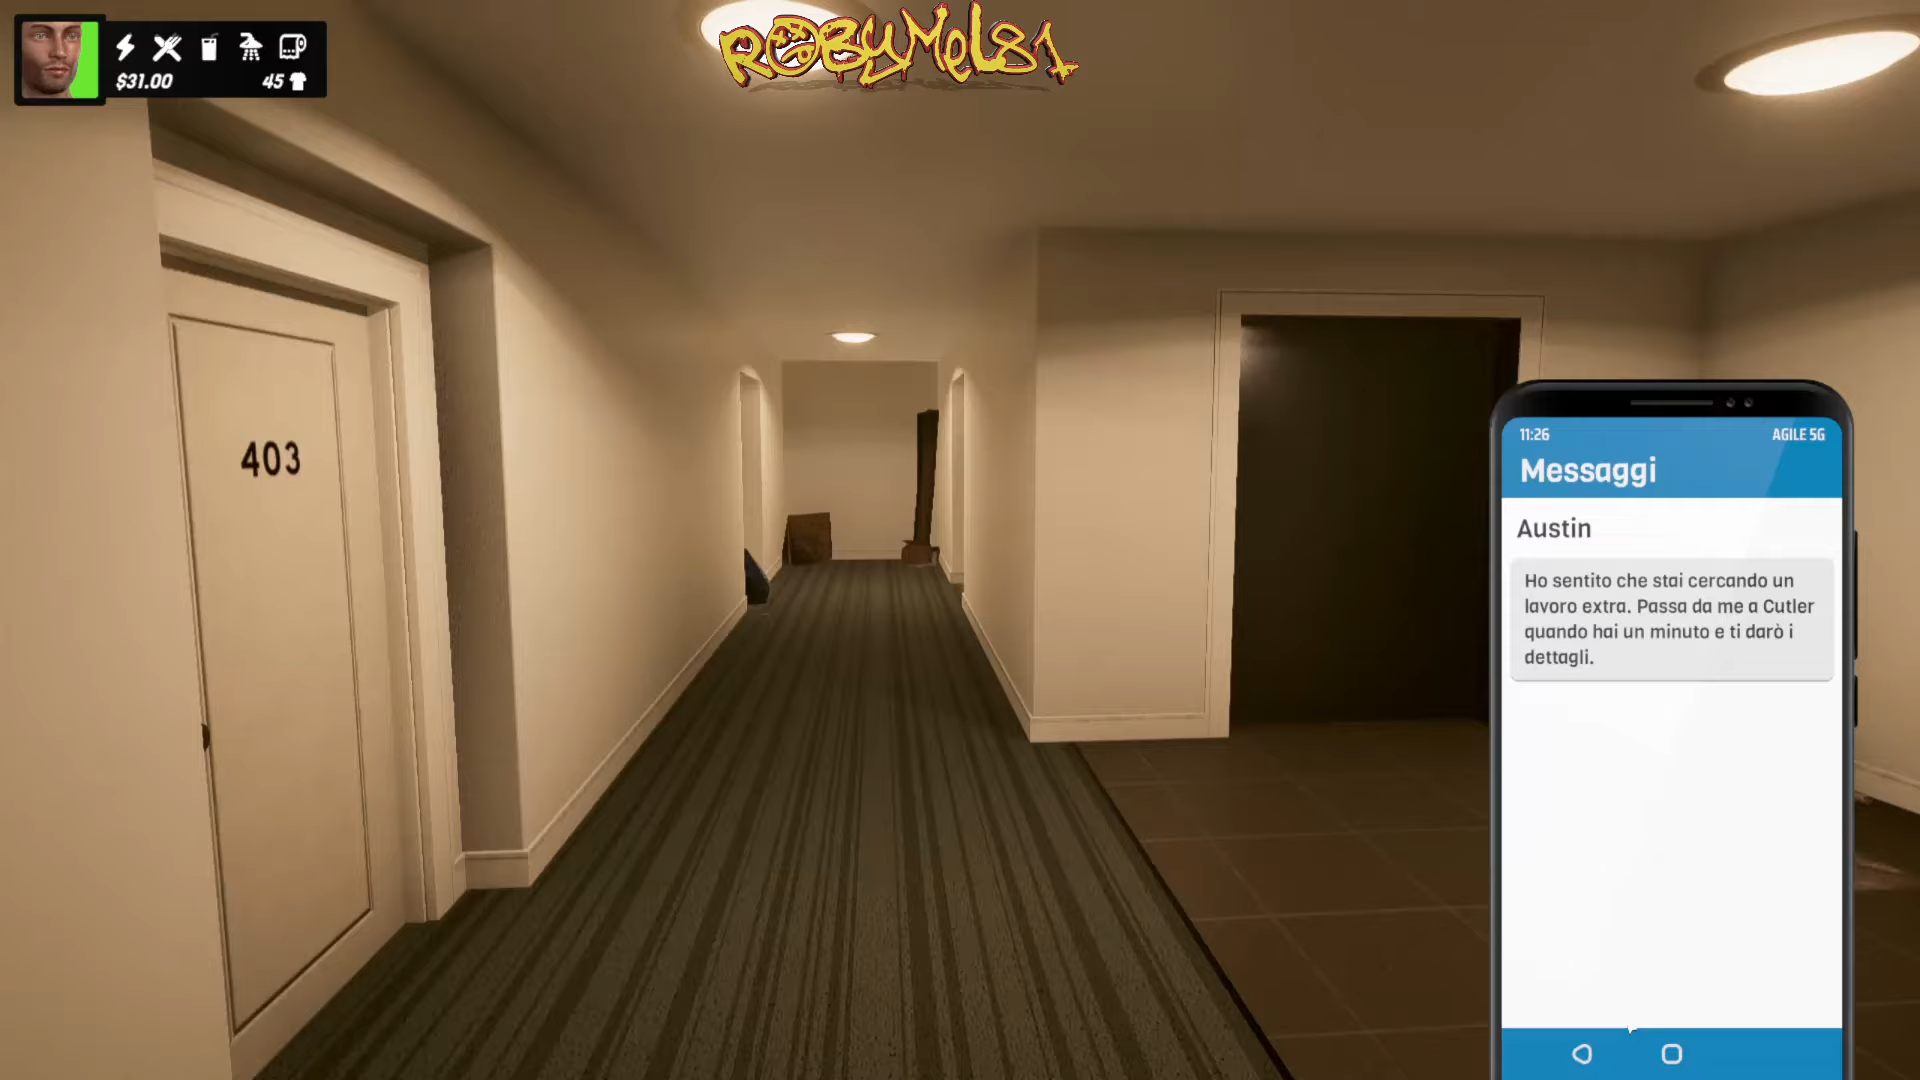 RobyMel81
$31.00
45
403
11:26
AGILE 5G
Messaggi
Austin
Ho sentito che stai cercando un
lavoro extra. Passa da me a Cutler
quando hai un minuto e ti darò i
dettagli.